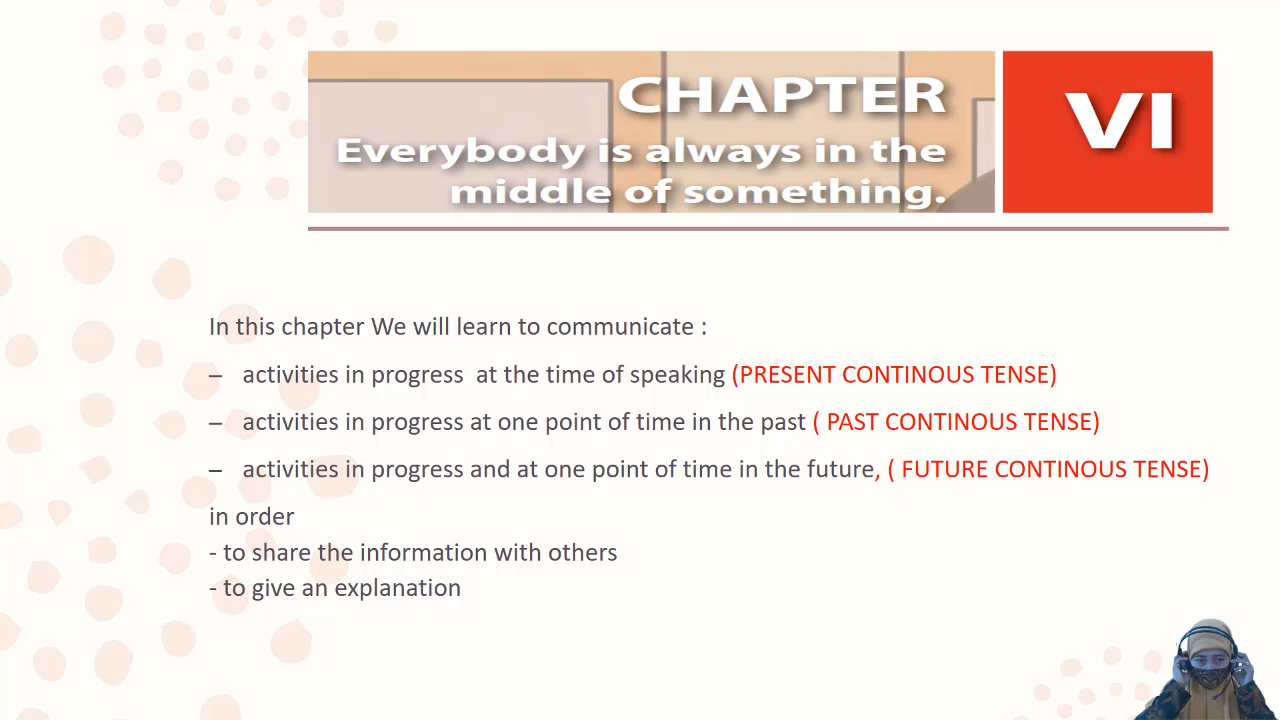 CHAPTER VI
Everybody is always in the
middle of something.
In this chapter We will learn to communicate :
– activities in progress at the time of speaking (PRESENT CONTINOUS TENSE)
– activities in progress at one point of time in the past ( PAST CONTINOUS TENSE)
– activities in progress and at one point of time in the future, ( FUTURE CONTINOUS TENSE)
in order
- to share the information with others
- to give an explanation